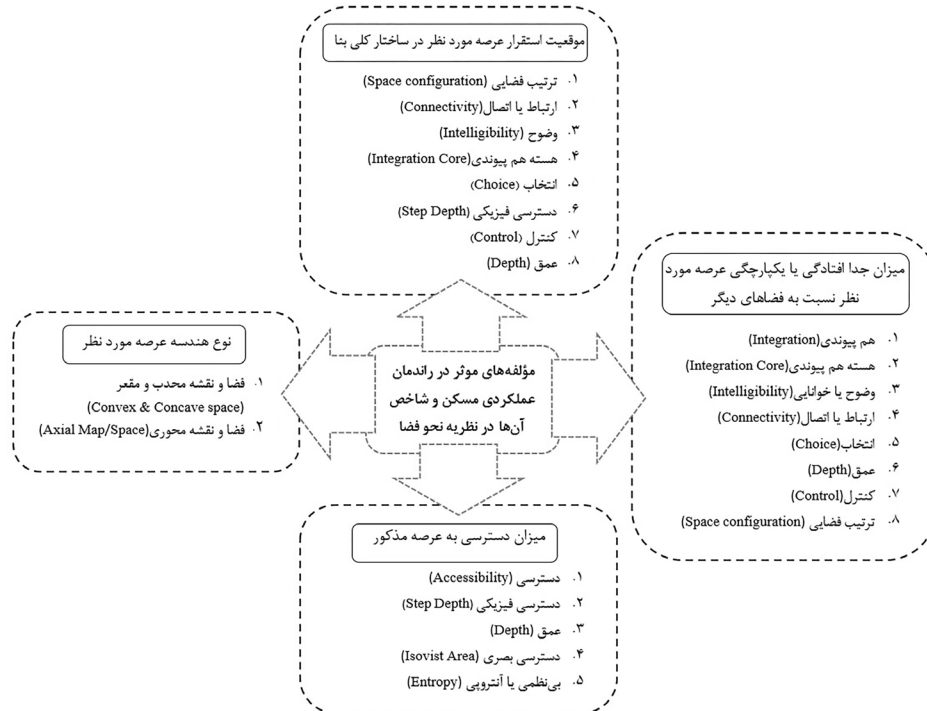 موقعیت استقرار عرصه مورد نظر در ساختار کلی بنا
۱. ترتیب فضایی (Space configuration)
۲. ارتباط یا اتصال(Connectivity)
۳. وضوح (Intelligibility)
۴. هسته هم پیوندی(Integration Core)
۵. انتخاب (Choice)
۶. دسترسی فیزیکی (Step Depth)
۷. کنترل (Control)
۸. عمق (Depth)
میزان جدا افتادگی یا یکپارچگی عرصه مورد
نظر نسبت به فضاهای دیگر
۱. هم پیوندی(Integration)
۲. هسته هم پیوندی(Integration Core)
۳. وضوح یا خوانایی(Intelligibility)
۴. ارتباط یا اتصال(Connectivity)
۵. انتخاب(Choice)
۶. عمق(Depth)
۷. کنترل(Control)
۸. ترتیب فضایی (Space configuration)
مؤلفه‌های موثر در راندمان
عملکردی مسکن و شاخص
آن‌ها در نظریه نحو فضا
نوع هندسه عرصه مورد نظر
۱. فضا و نقشه محدب و مقعر
(Convex & Concave space)
۲. فضا و نقشه محوری(Axial Map/Space)
میزان دسترسی به عرصه مذکور
۱. دسترسی (Accessibility)
۲. دسترسی فیزیکی (Step Depth)
۳. عمق (Depth)
۴. دسترسی بصری (Isovist Area)
۵. بی‌نظمی یا آنتروپی (Entropy)